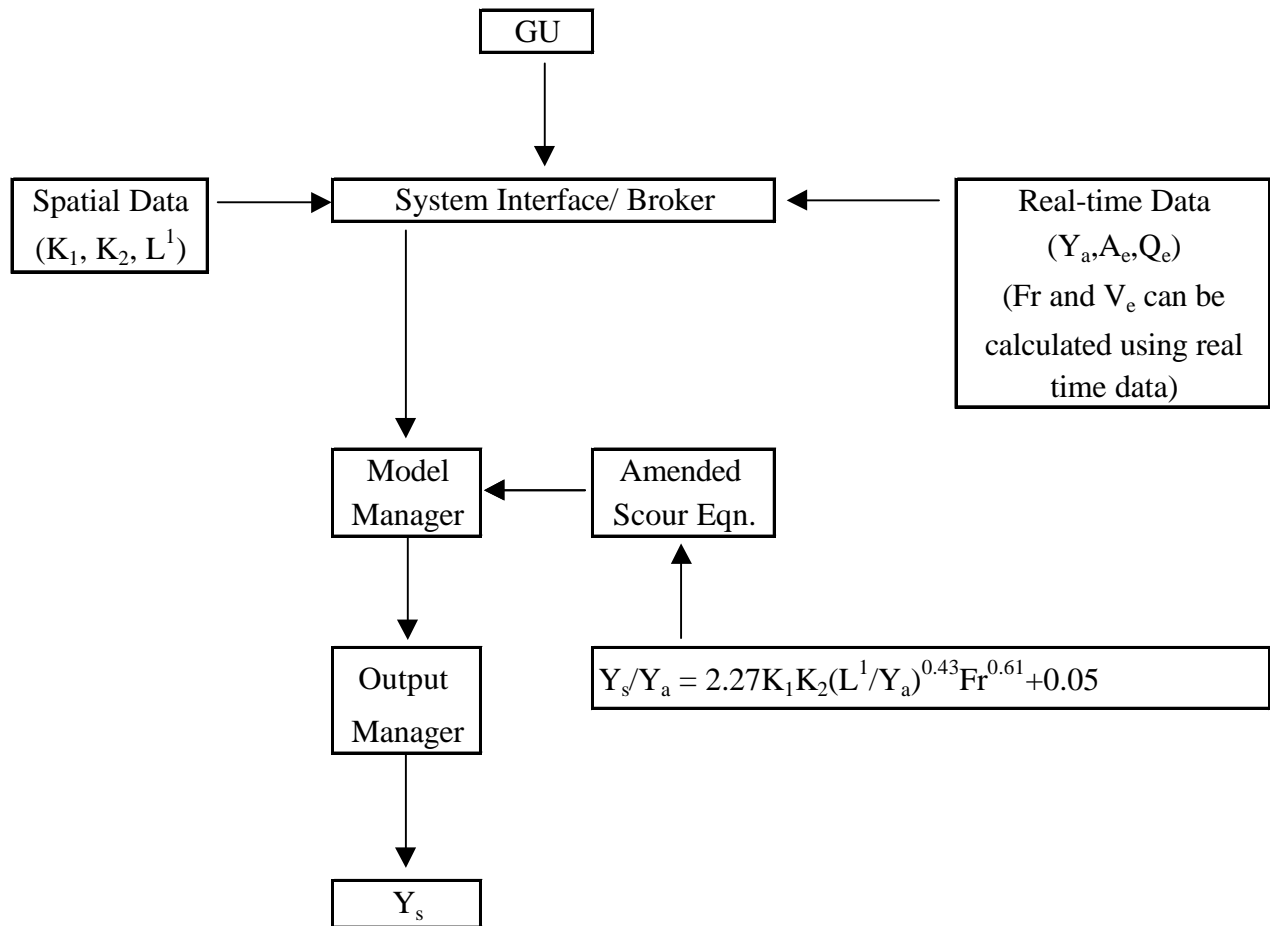 GU
Spatial Data
(K₁, K₂, L¹)
System Interface/ Broker
Real-time Data
(Yₐ,Aₑ,Qₑ)
(Fr and Vₑ can be
calculated using real
time data)
Model
Manager
Amended
Scour Eqn.
Output
Manager
Yₛ/Yₐ = 2.27K₁K₂(L¹/Yₐ)⁰·⁴³Fr⁰·⁶¹+0.05
Yₛ